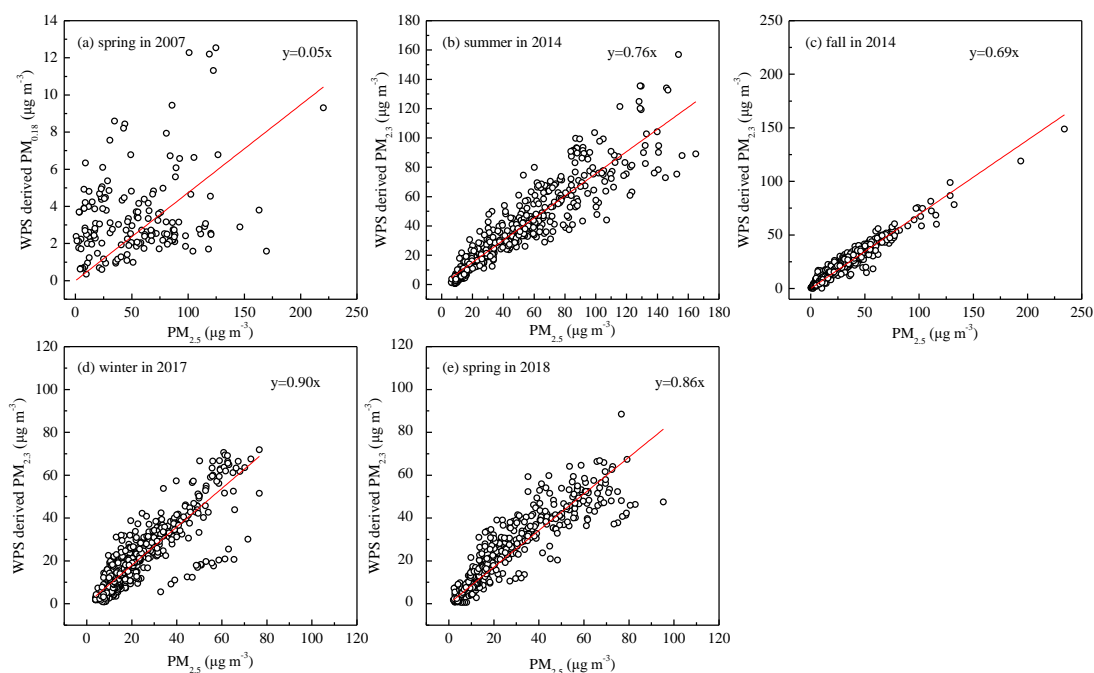 (a) spring in 2007
y=0.05x
WPS derived PM0.18 (μg m-3)
14
12
10
8
6
4
2
0
0 50 100 150 200 250
PM2.5 (μg m-3)
(b) summer in 2014
y=0.76x
WPS derived PM2.3 (μg m-3)
180
160
140
120
100
80
60
40
20
0
0 20 40 60 80 100 120 140 160 180
PM2.5 (μg m-3)
(c) fall in 2014
y=0.69x
WPS derived PM2.3 (μg m-3)
250
200
150
100
50
0
0 50 100 150 200 250
PM2.5 (μg m-3)
(d) winter in 2017
y=0.90x
WPS derived PM2.3 (μg m-3)
120
100
80
60
40
20
0
0 20 40 60 80 100 120
PM2.5 (μg m-3)
(e) spring in 2018
y=0.86x
WPS derived PM2.3 (μg m-3)
120
100
80
60
40
20
0
0 20 40 60 80 100 120
PM2.5 (μg m-3)